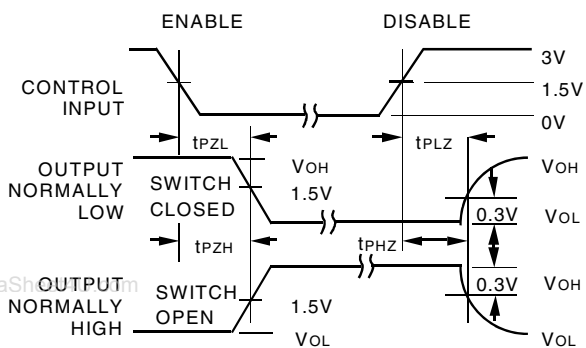 ENABLE DISABLE
CONTROL INPUT
3V
1.5V
0V
tPZL tPLZ
OUTPUT NORMALLY LOW
SWITCH CLOSED
VOH
1.5V
VOH
0.3V
VOL
tPZH tPHZ
OUTPUT NORMALLY HIGH
SWITCH OPEN
1.5V
VOL
0.3V
VOH
VOL